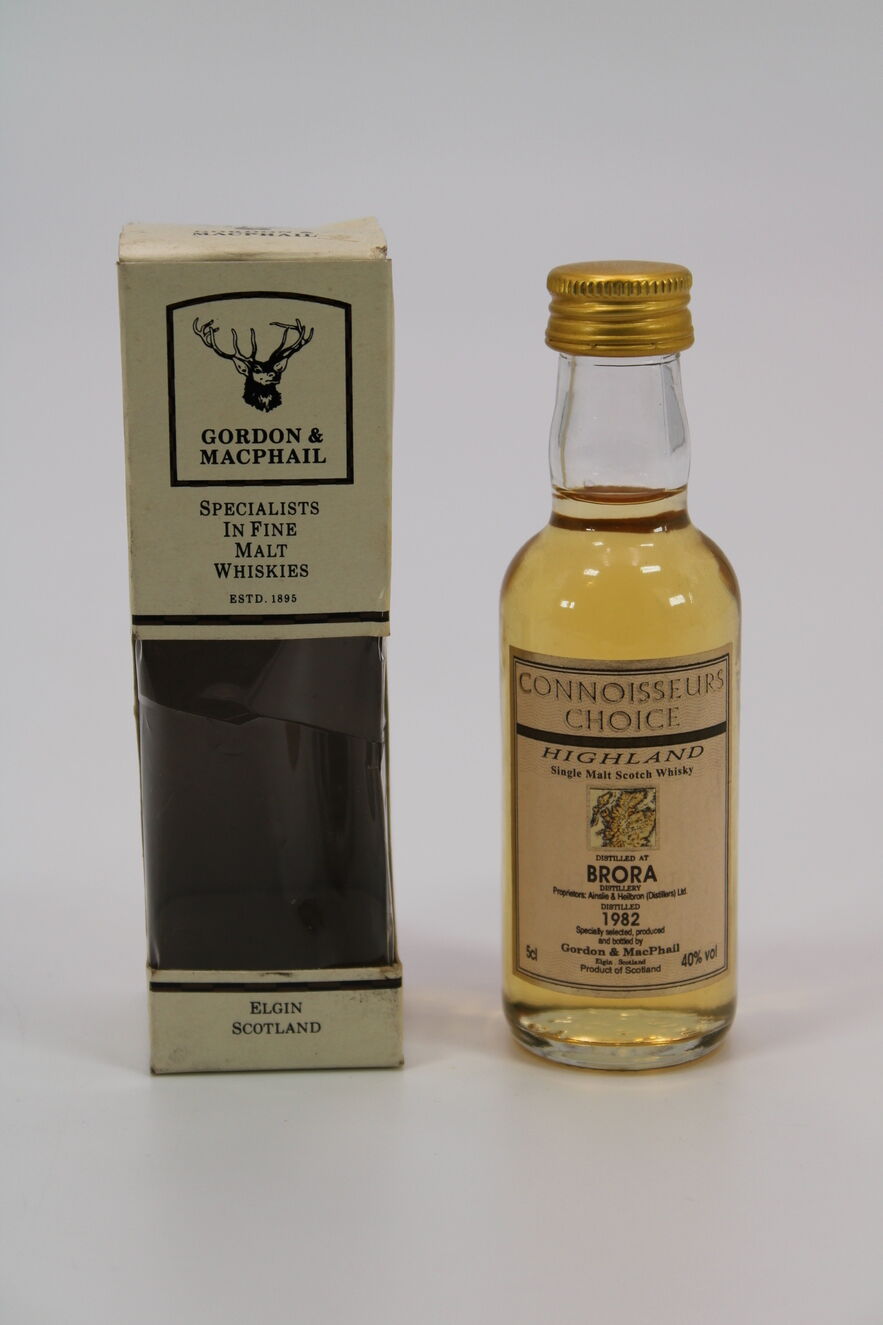 GORDON &
MACPHAIL
GORDON &
MACPHAIL
SPECIALISTS
IN FINE
MALT
WHISKIES
ESTD. 1895
ELGIN
SCOTLAND
CONNOISSEURS
CHOICE
HIGHLAND
Single Malt Scotch Whisky
DISTILLED AT
BRORA
DISTILLERY
Proprietors: Ainslie & Heilbron (Distillers) Ltd.
DISTILLED
1982
Specially selected, produced
and bottled by
Gordon & MacPhail
Elgin Scotland
Product of Scotland
5cl
40% vol